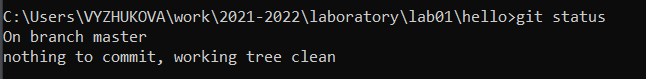 C:\Users\VYZHUKOVA\work\2021-2022\laboratory\lab01\hello>git status
On branch master
nothing to commit, working tree clean